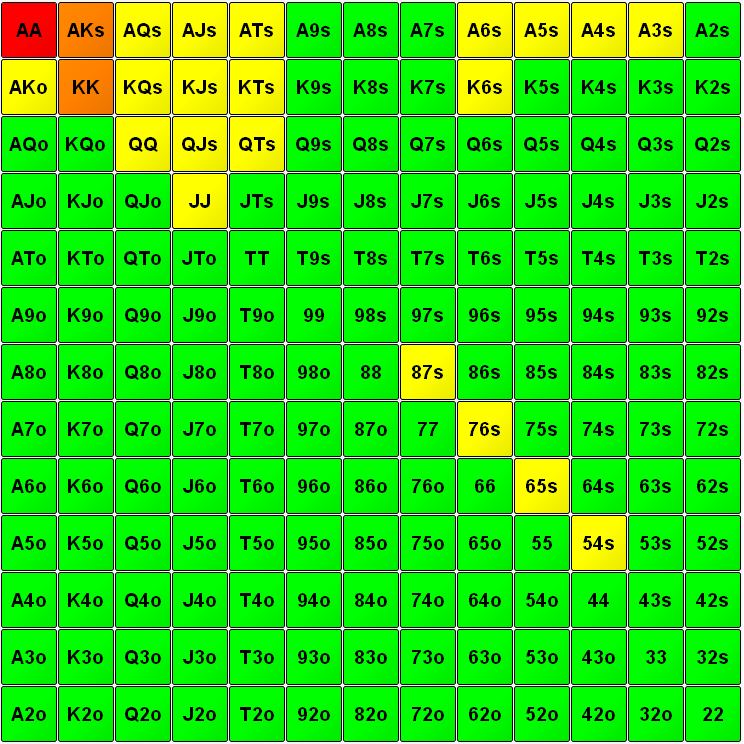 AA AKs AQs AJs ATs A9s A8s A7s A6s A5s A4s A3s A2s
AKo KK KQs KJs KTs K9s K8s K7s K6s K5s K4s K3s K2s
AQo KQo QQ QJs QTs Q9s Q8s Q7s Q6s Q5s Q4s Q3s Q2s
AJo KJo QJo JJ JTs J9s J8s J7s J6s J5s J4s J3s J2s
ATo KTo QTo JTo TT T9s T8s T7s T6s T5s T4s T3s T2s
A9o K9o Q9o J9o T9o 99 98s 97s 96s 95s 94s 93s 92s
A8o K8o Q8o J8o T8o 98o 88 87s 86s 85s 84s 83s 82s
A7o K7o Q7o J7o T7o 97o 87o 77 76s 75s 74s 73s 72s
A6o K6o Q6o J6o T6o 96o 86o 76o 66 65s 64s 63s 62s
A5o K5o Q5o J5o T5o 95o 85o 75o 65o 55 54s 53s 52s
A4o K4o Q4o J4o T4o 94o 84o 74o 64o 54o 44 43s 42s
A3o K3o Q3o J3o T3o 93o 83o 73o 63o 53o 43o 33 32s
A2o K2o Q2o J2o T2o 92o 82o 72o 62o 52o 42o 32o 22